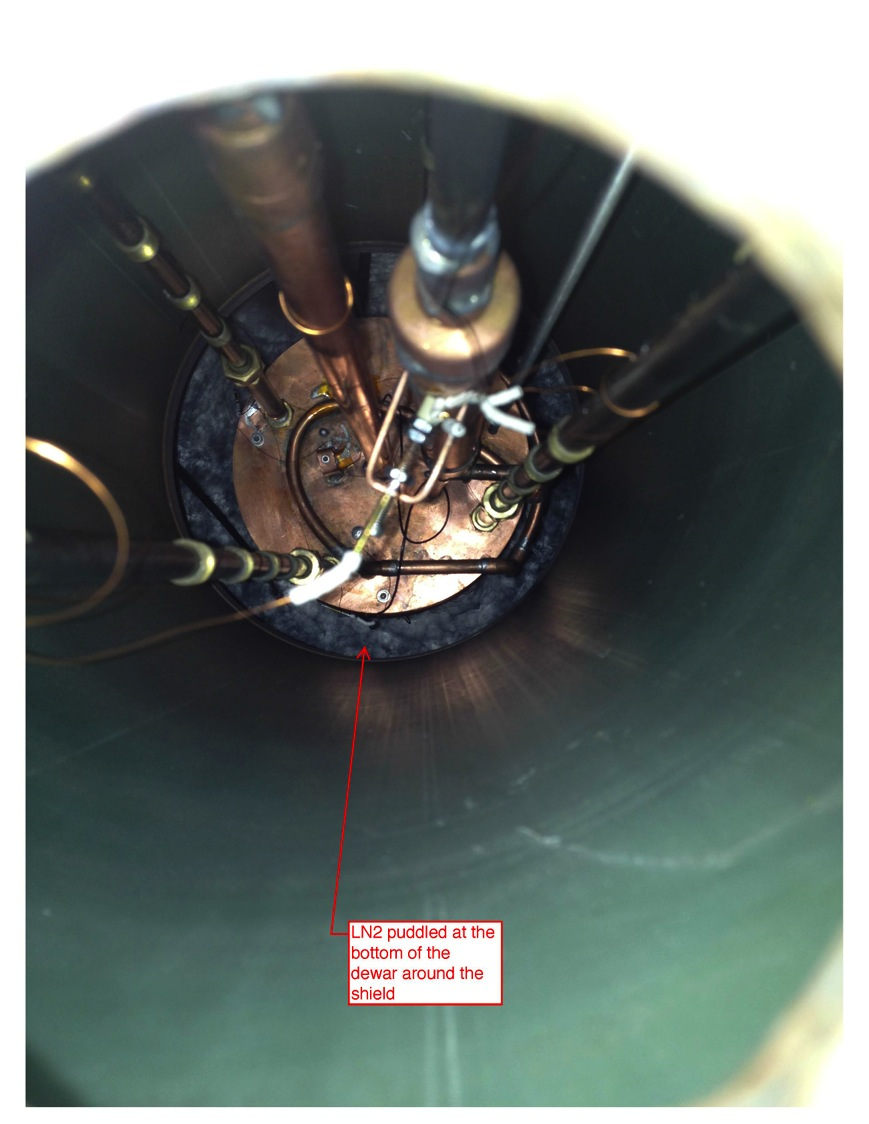 LN2 puddled at the
bottom of the
dewar around the
shield